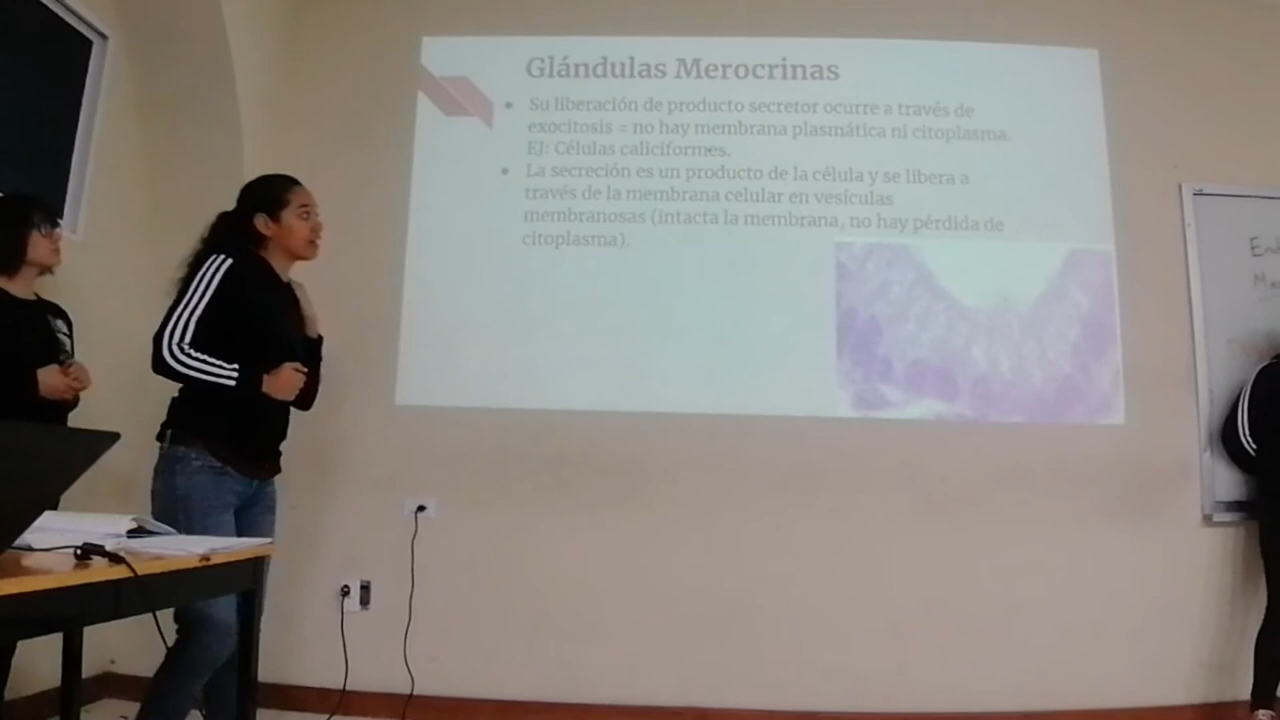 Glándulas Merocrinas
• Su liberación de producto secretor ocurre a través de
exocitosis = no hay membrana plasmática ni citoplasma.
EJ: Células caliciformes.
• La secreción es un producto de la célula y se libera a
través de la membrana celular en vesículas
membranosas (intacta la membrana, no hay pérdida de
citoplasma).